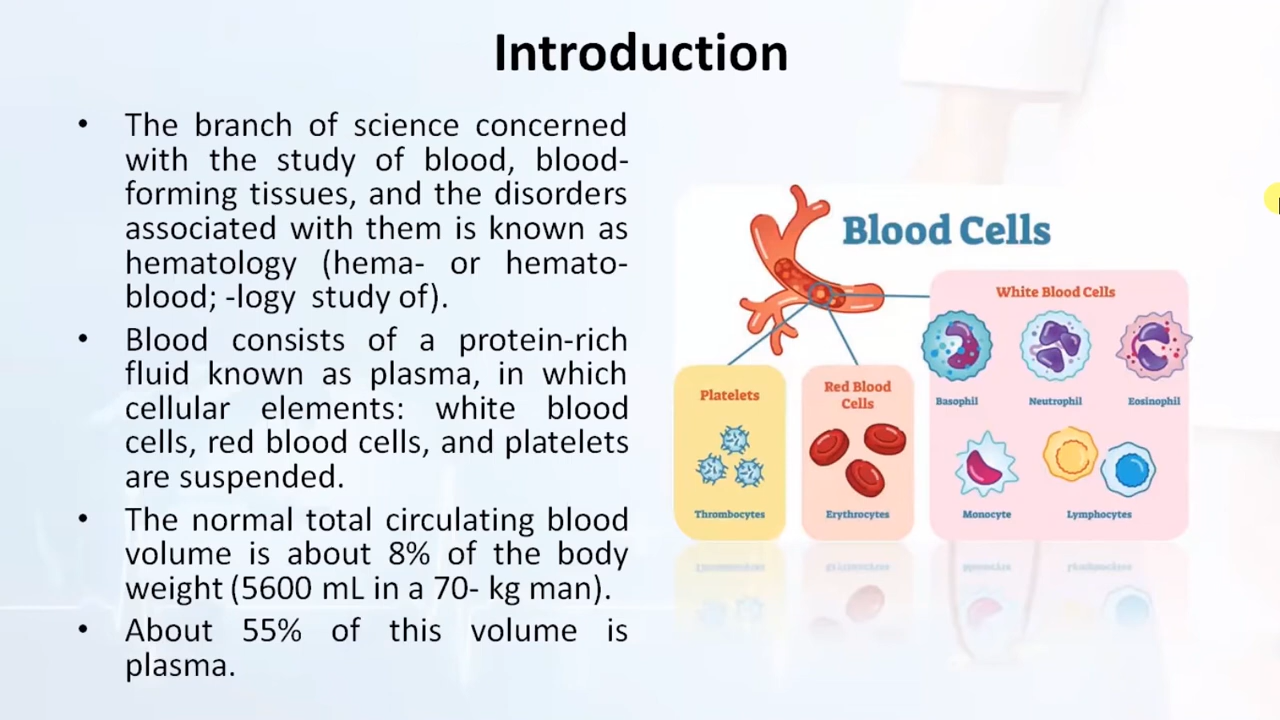 Introduction
• The branch of science concerned
with the study of blood, blood-
forming tissues, and the disorders
associated with them is known as
hematology (hema- or hemato-
blood; -logy study of).
• Blood consists of a protein-rich
fluid known as plasma, in which
cellular elements: white blood
cells, red blood cells, and platelets
are suspended.
• The normal total circulating blood
volume is about 8% of the body
weight (5600 mL in a 70- kg man).
• About 55% of this volume is
plasma.
Blood Cells
White Blood Cells
Basophil
Neutrophil
Eosinophil
Monocyte
Lymphocytes
Platelets
Thrombocytes
Red Blood
Cells
Erythrocytes